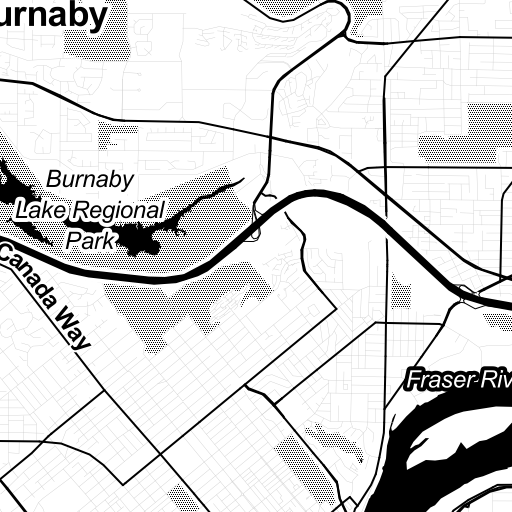 urnaby
Burnaby
Lake Regional
Park
Canada Way
Fraser Riv